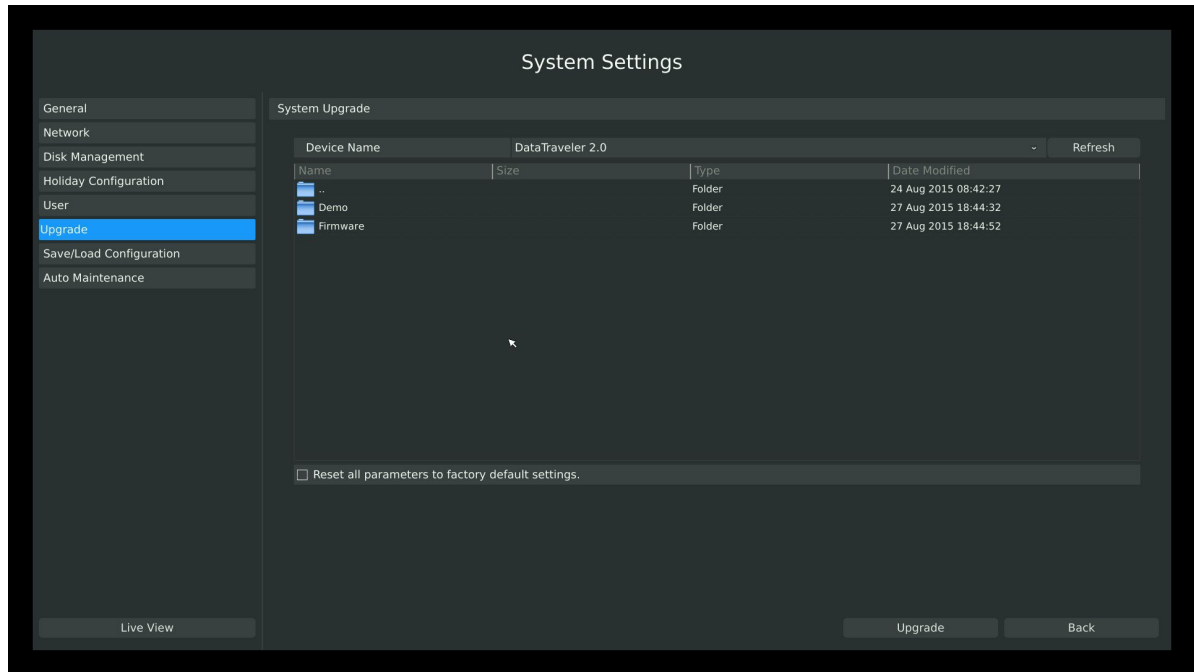 System Settings
General
Network
Disk Management
Holiday Configuration
User
Upgrade
Save/Load Configuration
Auto Maintenance
Live View
System Upgrade
Device Name DataTraveler 2.0 Refresh
Name Size Type Date Modified
.. Folder 24 Aug 2015 08:42:27
Demo Folder 27 Aug 2015 18:44:32
Firmware Folder 27 Aug 2015 18:44:52
Reset all parameters to factory default settings.
Upgrade Back